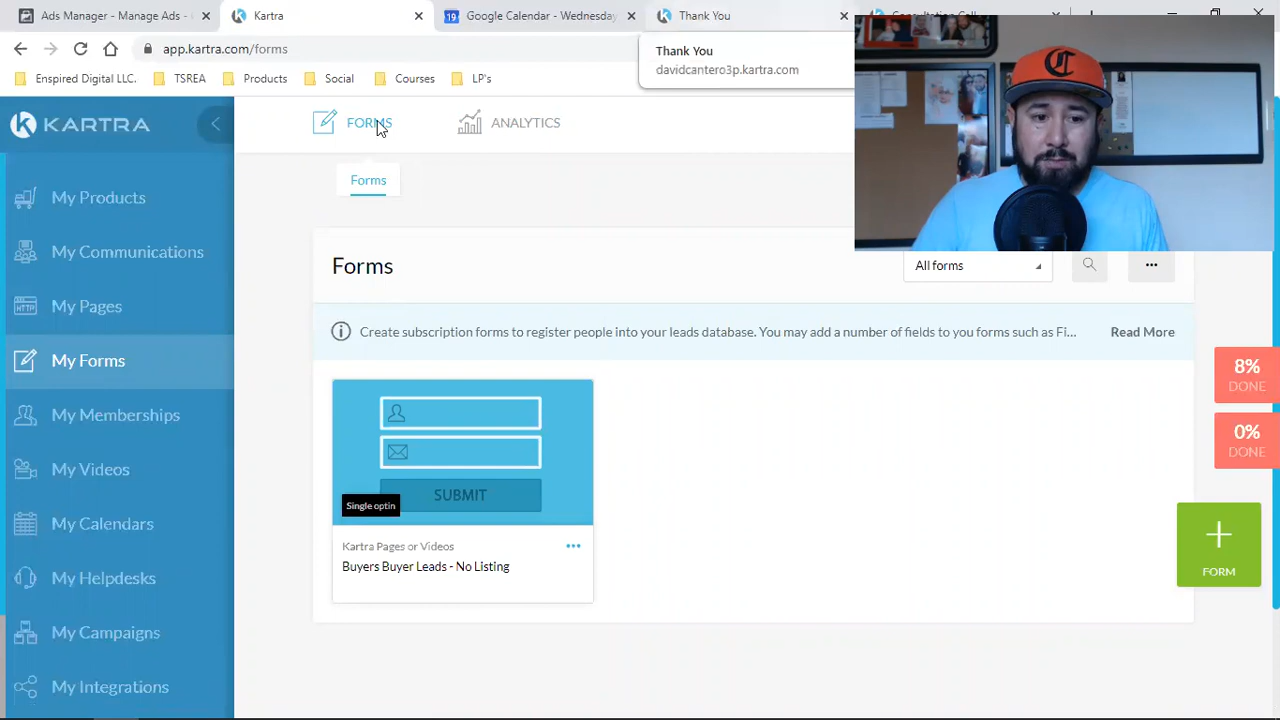 Ads Manager - Manage Ads -
Kartra
Google Calendar - Wednesday
Thank You
app.kartra.com/forms
Thank You
davidcantero3p.kartra.com
Enspired Digital LLC.
TSREA
Products
Social
Courses
LP's
KARTRA
FORMS
ANALYTICS
Forms
My Products
My Communications
My Pages
My Forms
My Memberships
My Videos
My Calendars
My Helpdesks
My Campaigns
My Integrations
Forms
All forms
Create subscription forms to register people into your leads database. You may add a number of fields to you forms such as Fi...
Read More
SUBMIT
Single optin
Kartra Pages or Videos
Buyers Buyer Leads - No Listing
8%
DONE
0%
DONE
FORM